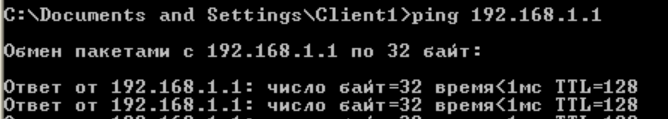 C:\Documents and Settings\Client1>ping 192.168.1.1
Обмен пакетами с 192.168.1.1 по 32 байт:
Ответ от 192.168.1.1: число байт=32 время<1мс TTL=128
Ответ от 192.168.1.1: число байт=32 время<1мс TTL=128